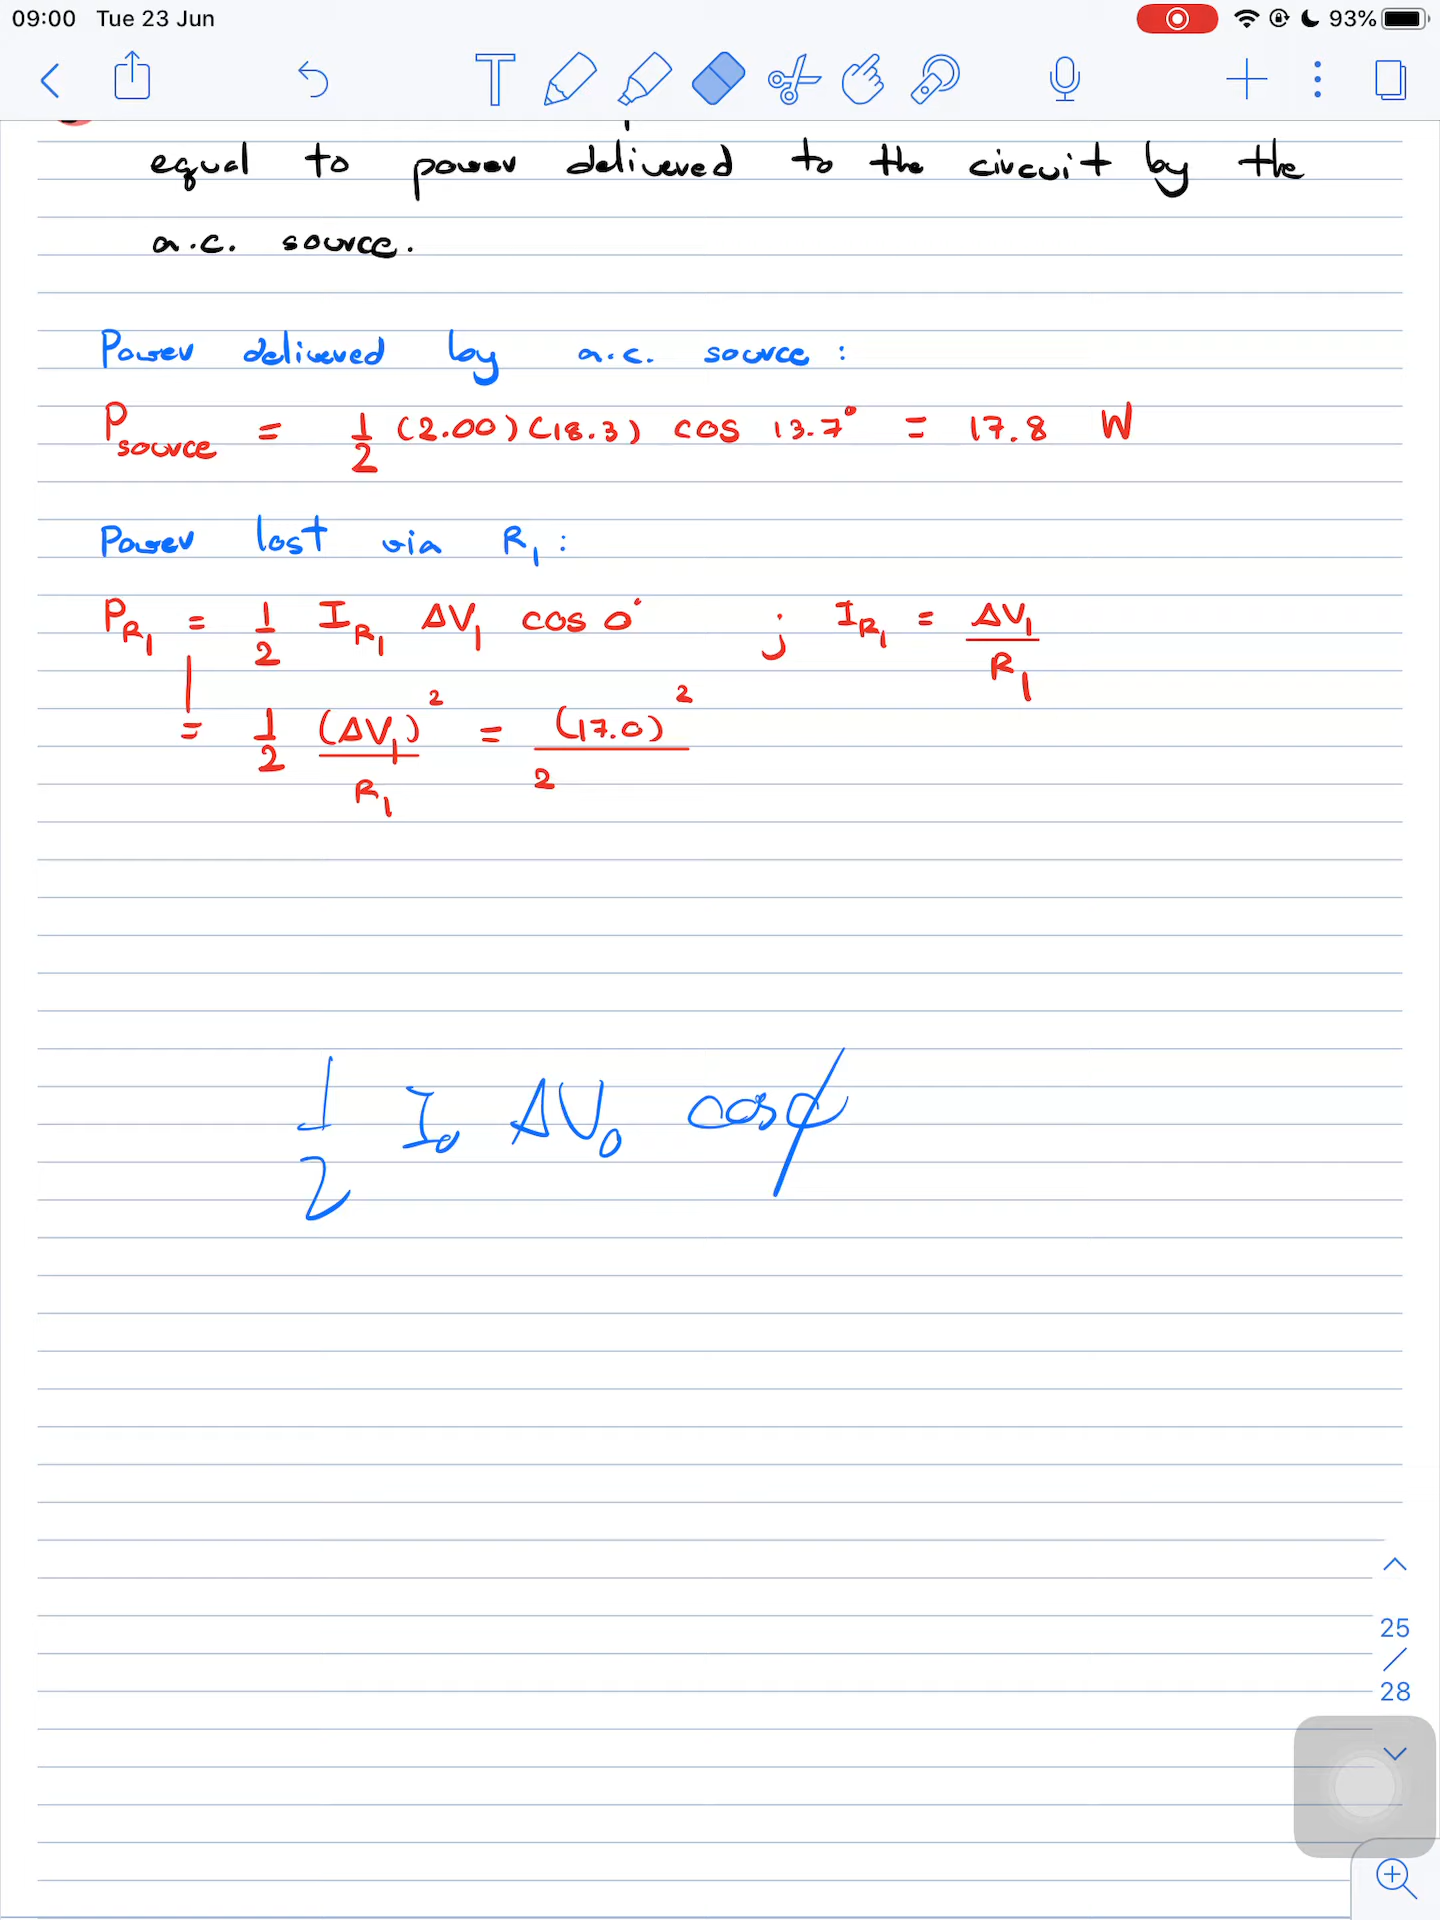 09:00 Tue 23 Jun 93%
T
equal to power delivered to the circuit by the
a.c. source.
Power delivered by a.c. source :
P source = 1/2 (2.00)(18.3) cos 13.7° = 17.8 W
Power lost via R₁ :
P_R₁ = 1/2 I_R₁ ΔV₁ cos 0° ; I_R₁ = ΔV₁/R₁
= 1/2 (ΔV₁)²/R₁ = (17.0)²/2
1/2 I₀ ΔV₀ cos ϕ
25
/
28